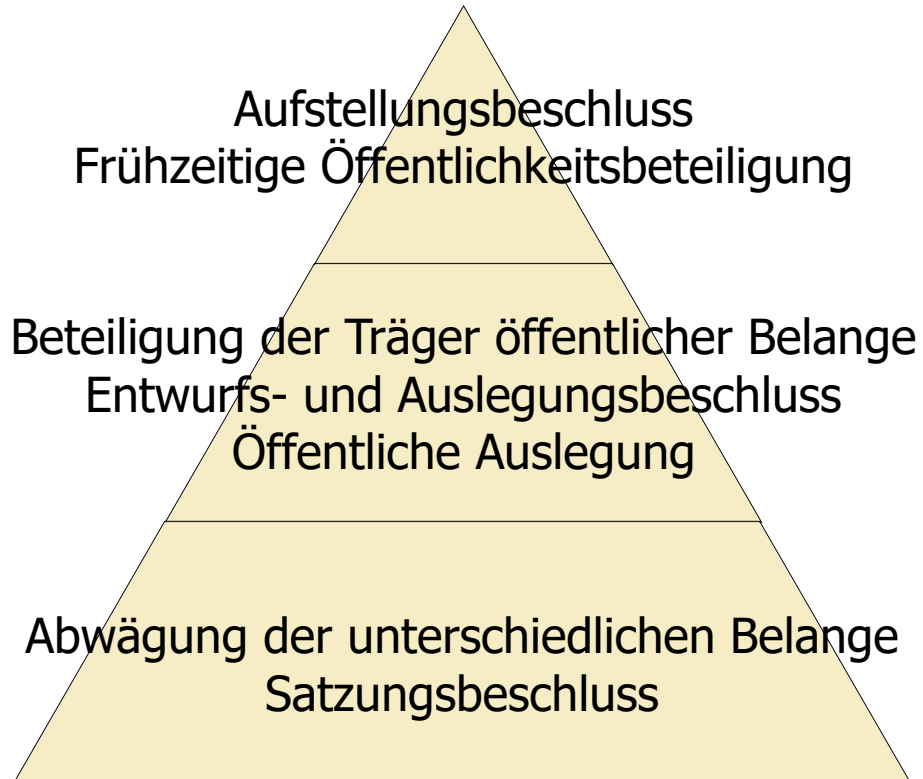 Aufstellungsbeschluss
Frühzeitige Öffentlichkeitsbeteiligung
Beteiligung der Träger öffentlicher Belange
Entwurfs- und Auslegungsbeschluss
Öffentliche Auslegung
Abwägung der unterschiedlichen Belange
Satzungsbeschluss